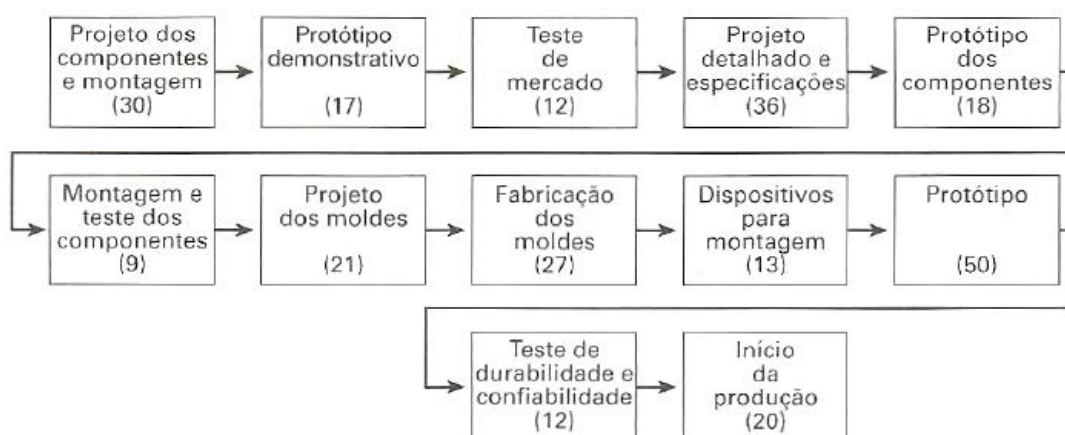 Projeto dos
componentes
e montagem
(30)
Protótipo
demonstrativo
(17)
Teste
de
mercado
(12)
Projeto
detalhado e
especificações
(36)
Protótipo
dos
componentes
(18)
Montagem e
teste dos
componentes
(9)
Projeto
dos moldes
(21)
Fabricação
dos
moldes
(27)
Dispositivos
para
montagem
(13)
Protótipo
(50)
Teste de
durabilidade e
confiabilidade
(12)
Início
da
produção
(20)